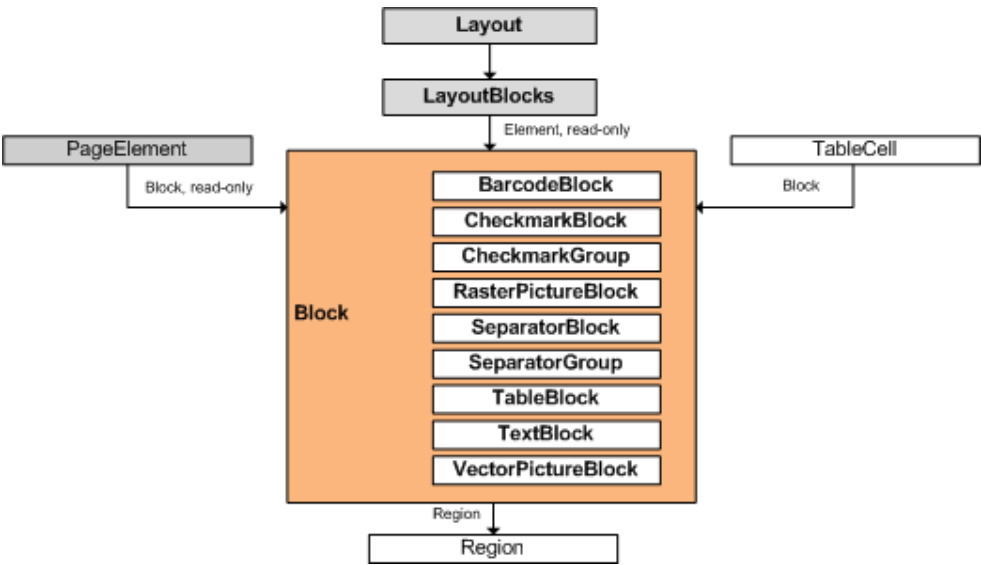 Layout
LayoutBlocks
Element, read-only
PageElement
TableCell
Block, read-only
Block
BarcodeBlock
CheckmarkBlock
CheckmarkGroup
RasterPictureBlock
Block
SeparatorBlock
SeparatorGroup
TableBlock
TextBlock
VectorPictureBlock
Region
Region